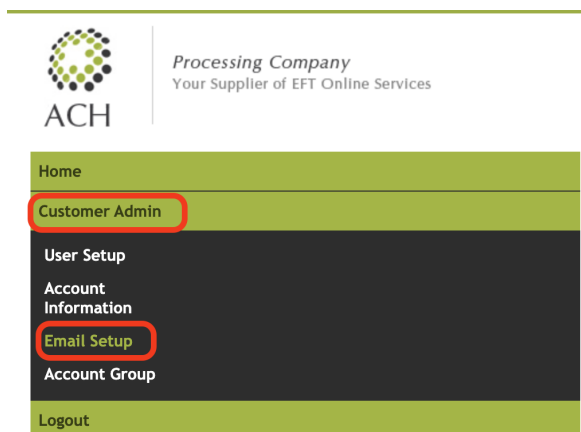 Processing Company
Your Supplier of EFT Online Services
ACH
Home
Customer Admin
User Setup
Account
Information
Email Setup
Account Group
Logout